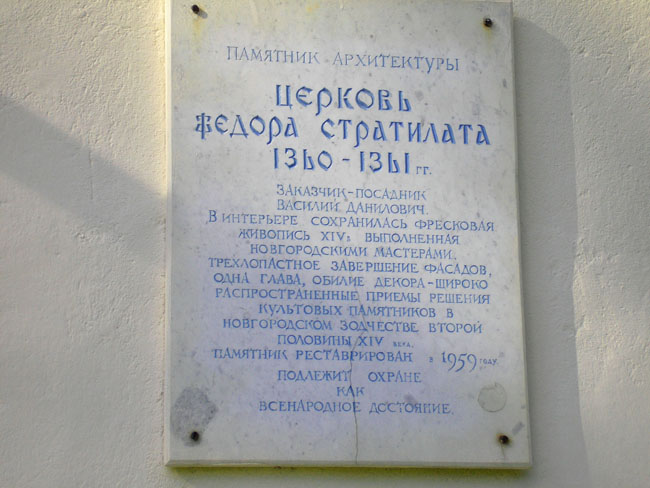 ПАМЯТНИК АРХИТЕКТУРЫ
ЦЕРКОВЬ
ФЕДОРА СТРАТИЛАТА
1360-1361 гг.
ЗАКАЗЧИК-ПОСАДНИК
ВАСИЛИЙ ДАНИЛОВИЧ.
В ИНТЕРЬЕРЕ СОХРАНИЛАСЬ ФРЕСКОВАЯ
ЖИВОПИСЬ XIV в ВЫПОЛНЕННАЯ
НОВГОРОДСКИМИ МАСТЕРАМИ.
ТРЕХЛОПАСТНОЕ ЗАВЕРШЕНИЕ ФАСАДОВ,
ОДНА ГЛАВА, ОБИЛИЕ ДЕКОРА-ШИРОКО
РАСПРОСТРАНЕННЫЕ ПРИЕМЫ РЕШЕНИЯ
КУЛЬТОВЫХ ПАМЯТНИКОВ В
НОВГОРОДСКОМ ЗОДЧЕСТВЕ ВТОРОЙ
ПОЛОВИНЫ XIV века.
ПАМЯТНИК РЕСТАВРИРОВАН в 1959 году.
ПОДЛЕЖИТ ОХРАНЕ
КАК
ВСЕНАРОДНОЕ ДОСТОЯНИЕ.